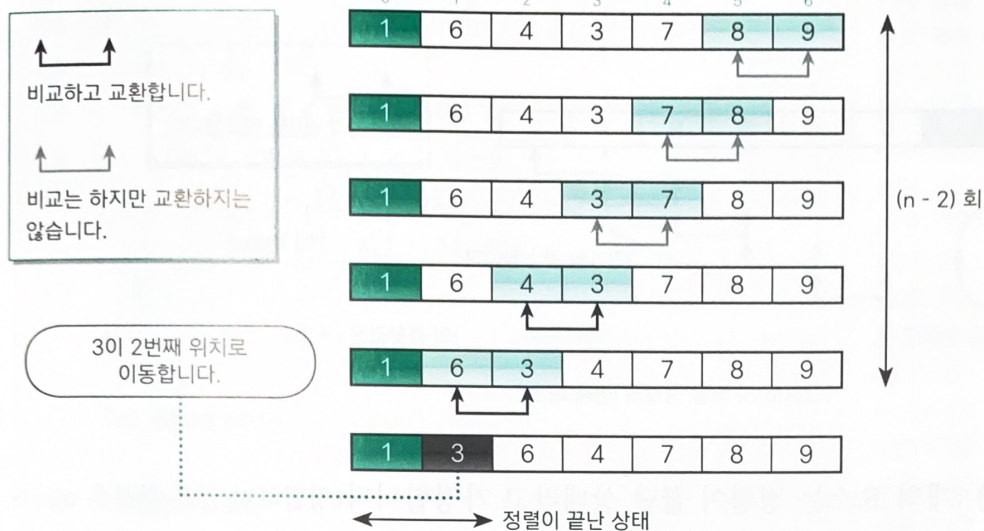 0 1 2 3 4 5 6
1 6 4 3 7 8 9
비교하고 교환합니다.
1 6 4 3 7 8 9
비교는 하지만 교환하지는
않습니다.
1 6 4 3 7 8 9
(n - 2) 회
1 6 4 3 7 8 9
3이 2번째 위치로
이동합니다.
1 6 3 4 7 8 9
1 3 6 4 7 8 9
정렬이 끝난 상태